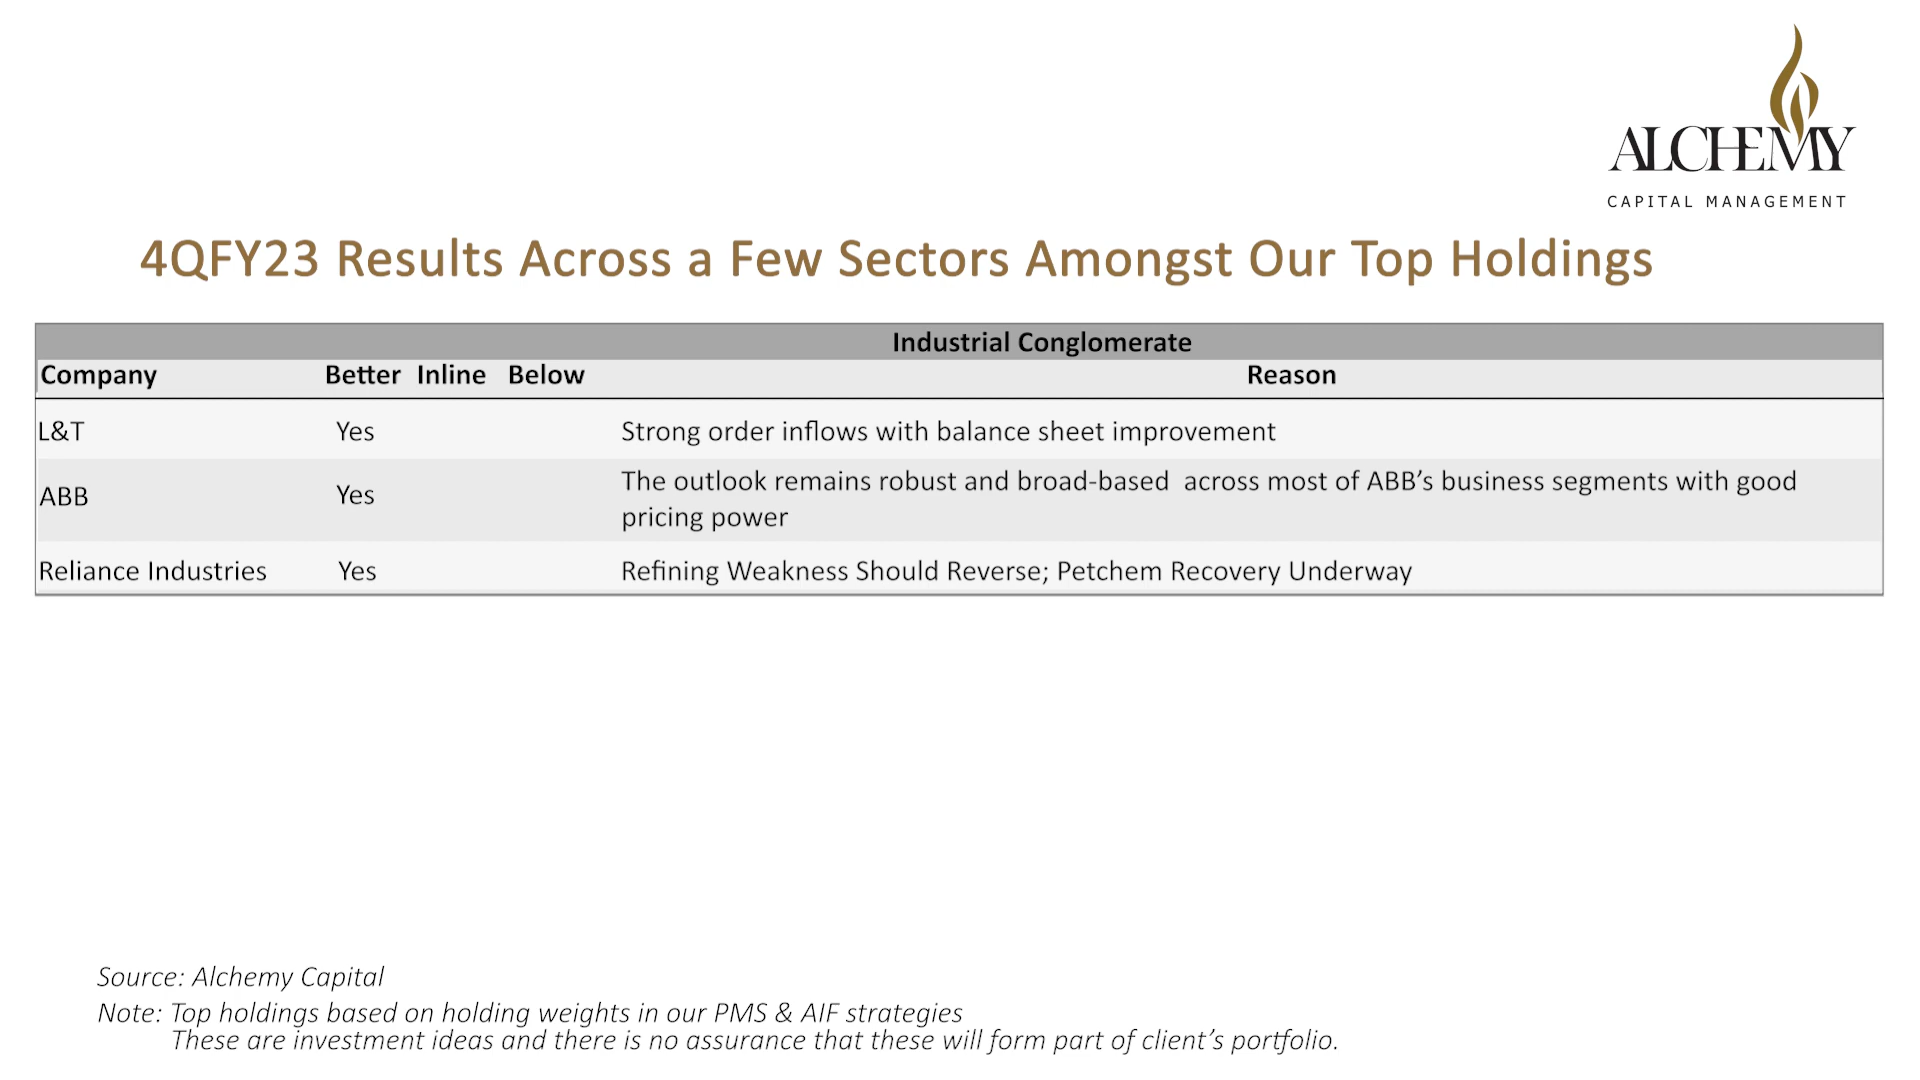 ALCHEMY
CAPITAL MANAGEMENT
4QFY23 Results Across a Few Sectors Amongst Our Top Holdings
Industrial Conglomerate
Company Better Inline Below Reason
L&T Yes Strong order inflows with balance sheet improvement
ABB Yes The outlook remains robust and broad-based across most of ABB’s business segments with good
pricing power
Reliance Industries Yes Refining Weakness Should Reverse; Petchem Recovery Underway
Source: Alchemy Capital
Note: Top holdings based on holding weights in our PMS & AIF strategies
These are investment ideas and there is no assurance that these will form part of client’s portfolio.